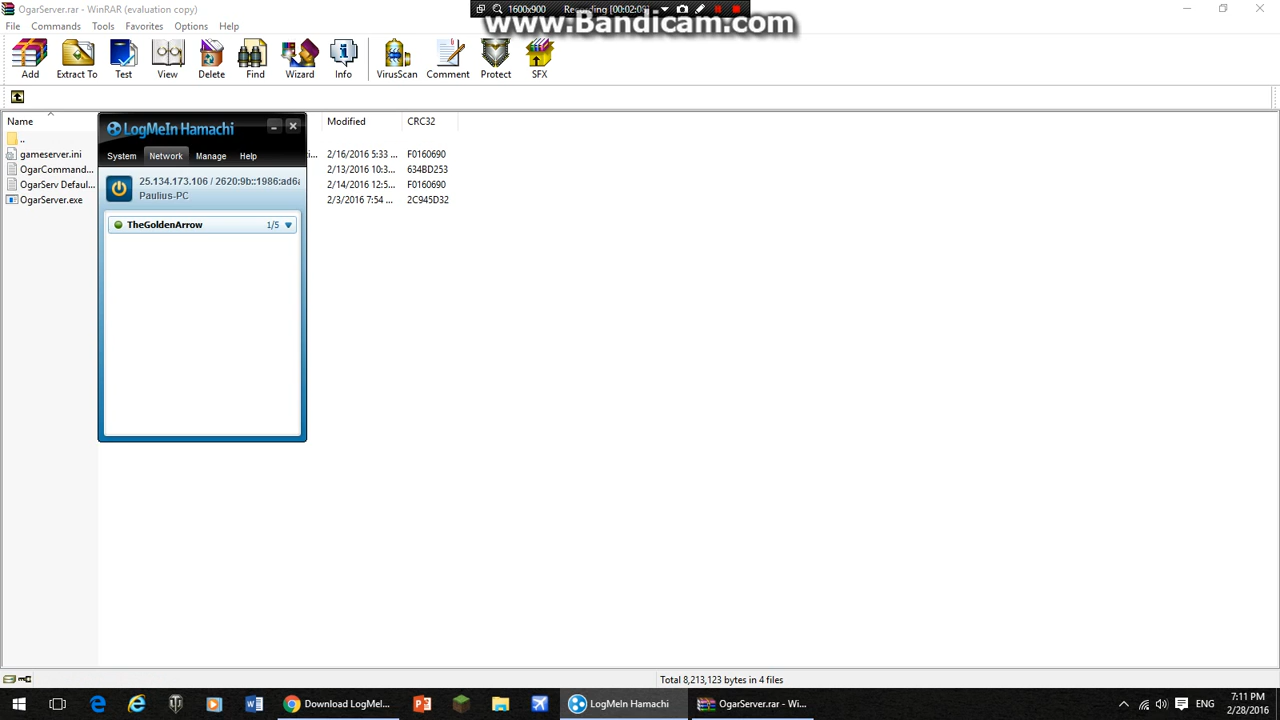 OgarServer.rar - WinRAR (evaluation copy)
1600x900 Recording [00:02:00]
www.Bandicam.com
File Commands Tools Favorites Options Help
Add Extract To Test View Delete Find Wizard Info VirusScan Comment Protect SFX
Name Modified CRC32
..
gameserver.ini 2/16/2016 5:33 ... F0160690
OgarCommand... 2/13/2016 10:3... 634BD253
OgarServ Defaul... 2/14/2016 12:5... F0160690
OgarServer.exe 2/3/2016 7:54 ... 2C945D32
LogMeIn Hamachi
System Network Manage Help
25.134.173.106 / 2620:9b::1986:ad6a
Paulius-PC
TheGoldenArrow 1/5
Total 8,213,123 bytes in 4 files
Download LogMeI... LogMeIn Hamachi OgarServer.rar - Wi... ENG
7:11 PM
2/28/2016